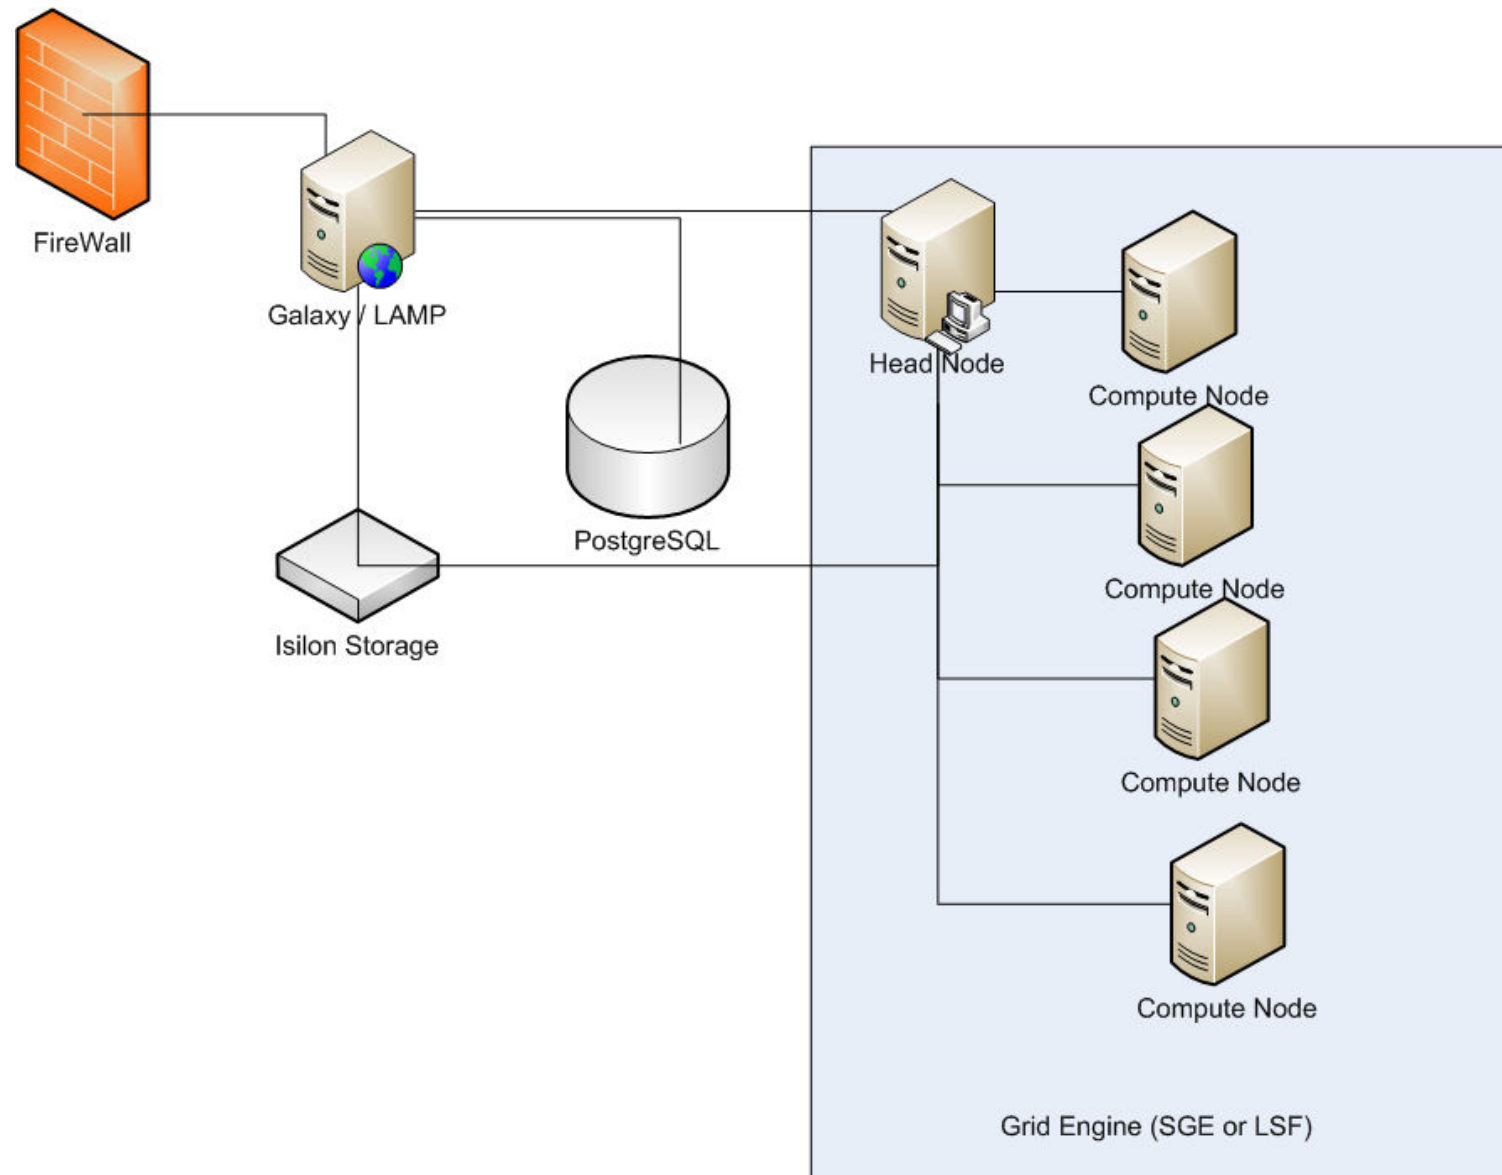 FireWall
Galaxy / LAMP
Head Node
Compute Node
PostgreSQL
Compute Node
Isilon Storage
Compute Node
Compute Node
Grid Engine (SGE or LSF)